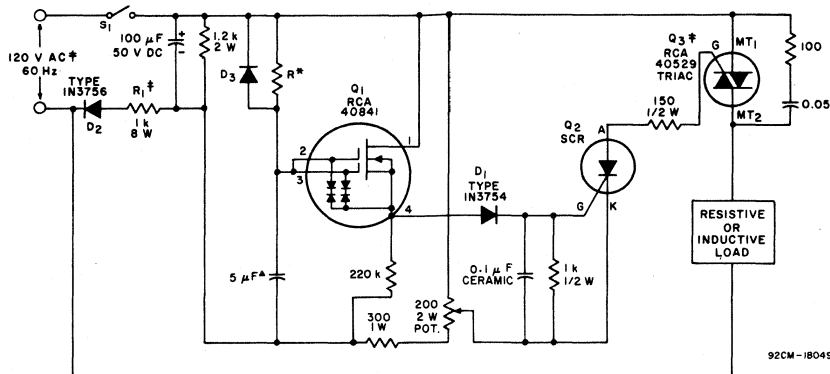 S1
120 V AC‡
60 Hz
100 µF
50 V DC
+
-
1.2 k
2 W
TYPE
1N3756
D2
R1‡
1 k
8 W
D3
R*
Q1
RCA
40841
1
2
3
4
5 µF▲
220 k
300
1 W
200
2 W
POT.
D1
TYPE
1N3754
0.1 µF
CERAMIC
1 k
1/2 W
Q2
SCR
A
G
K
150
1/2 W
Q3‡
RCA
40529
TRIAC
G
MT1
MT2
100
0.05
RESISTIVE
OR
INDUCTIVE
LOAD
92CM-18049